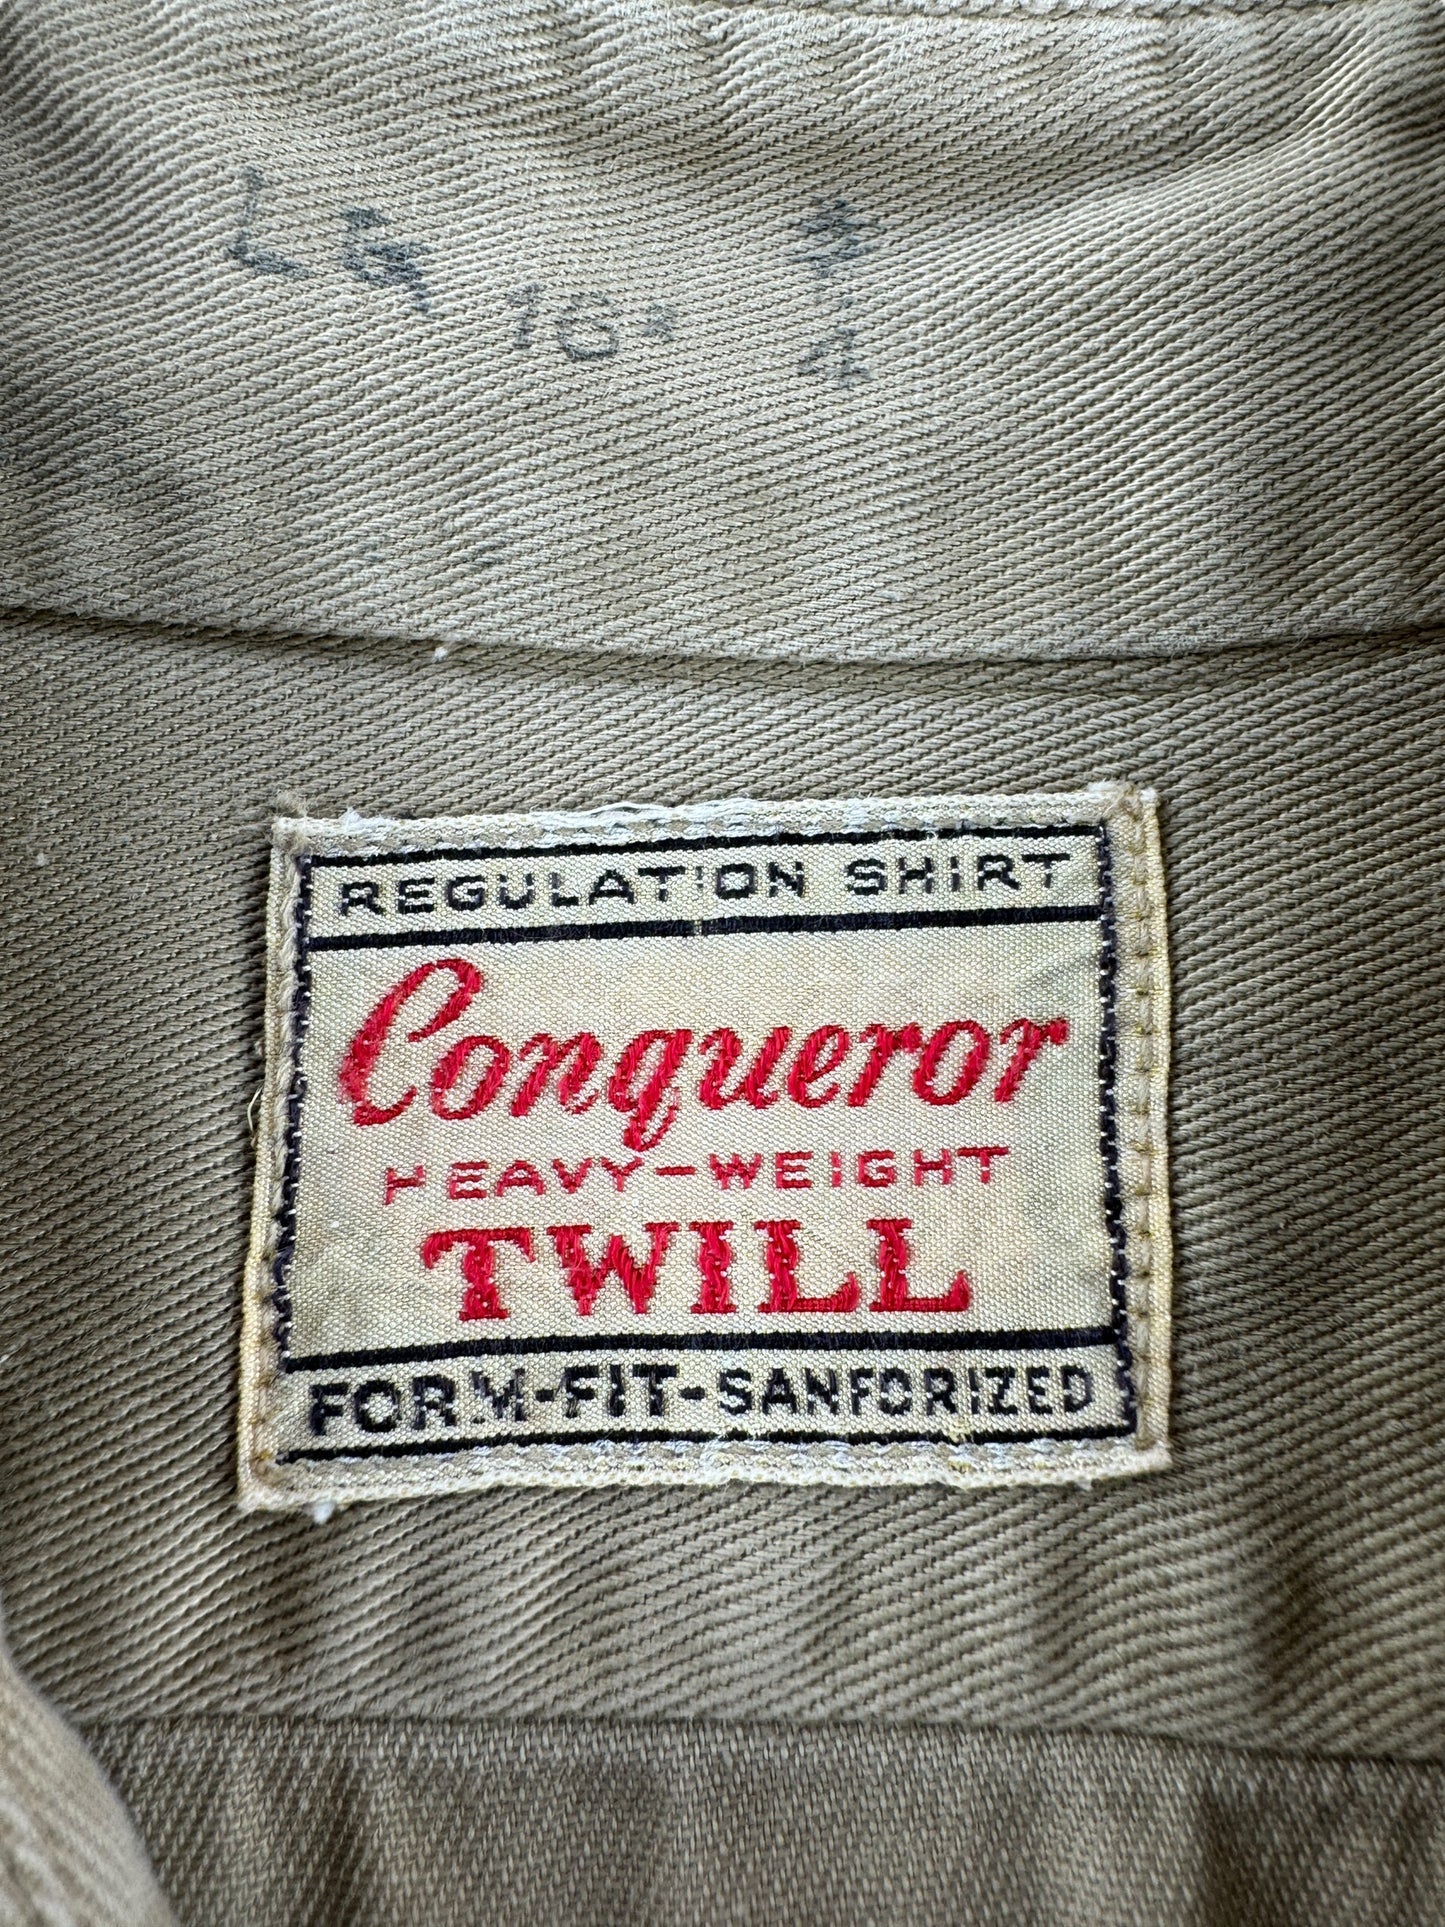 REGULATION SHIRT
Conqueror
HEAVY-WEIGHT
TWILL
FORM-FIT-SANFORIZED